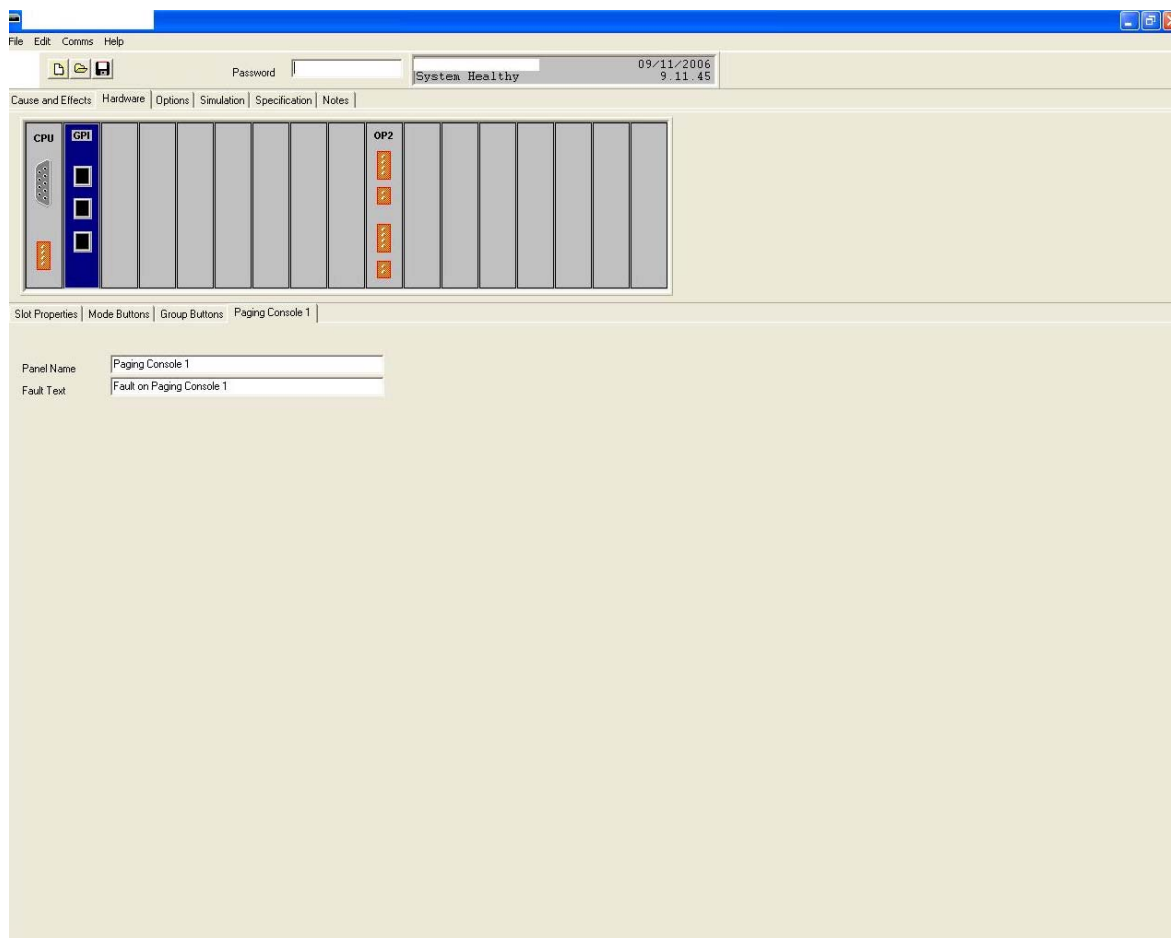 File Edit Comms Help
Password
09/11/2006
System Healthy 9.11.45
Cause and Effects Hardware Options Simulation Specification Notes
CPU GPI OP2
Slot Properties Mode Buttons Group Buttons Paging Console 1
Panel Name Paging Console 1
Fault Text Fault on Paging Console 1